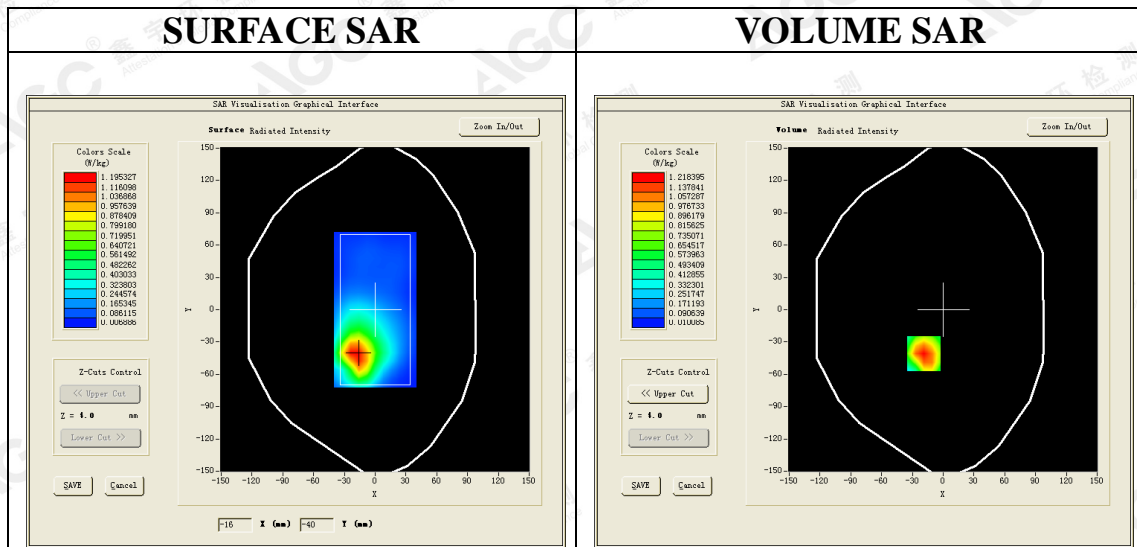 SURFACE SAR
VOLUME SAR
SAR Visualisation Graphical Interface
Surface Radiated Intensity
Zoom In/Out
Colors Scale
(W/kg)
1.195327
1.116098
1.036868
0.957639
0.878409
0.799180
0.719951
0.640721
0.561492
0.482262
0.403033
0.323803
0.244574
0.165345
0.086115
0.006886
150
120
90
60
30
0
-30
-60
-90
-120
-150
Y
-150 -120 -90 -60 -30 0 30 60 90 120 150
X
Z-Cuts Control
<< Upper Cut
Z = 4.0 mm
Lower Cut >>
SAVE Cancel
-16 X (mm) -40 Y (mm)
SAR Visualisation Graphical Interface
Volume Radiated Intensity
Zoom In/Out
Colors Scale
(W/kg)
1.218395
1.137841
1.057287
0.976733
0.896179
0.815625
0.735071
0.654517
0.573963
0.493409
0.412855
0.332301
0.251747
0.171193
0.090639
0.010085
150
120
90
60
30
0
-30
-60
-90
-120
-150
Y
-150 -120 -90 -60 -30 0 30 60 90 120 150
X
Z-Cuts Control
<< Upper Cut
Z = 4.0 mm
Lower Cut >>
SAVE Cancel